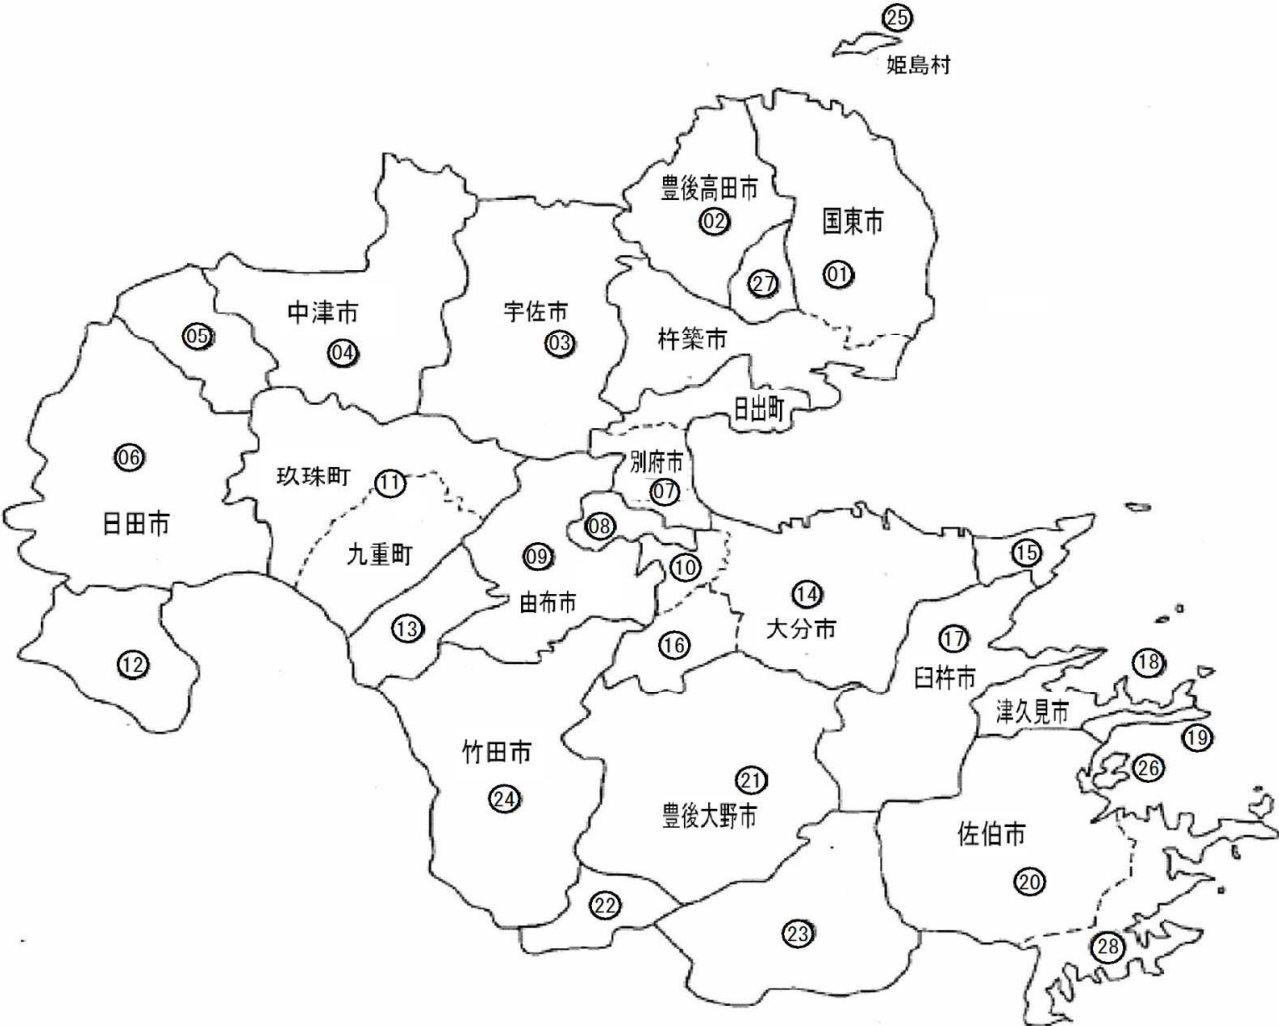 ㉕
姫島村
豊後高田市
02
国東市
01
27
中津市
04
宇佐市
03
杵築市
05
日出町
06
日田市
玖珠町
11
九重町
別府市
07
08
09
由布市
10
14
大分市
15
12
13
16
17
臼杵市
18
津久見市
19
竹田市
24
21
豊後大野市
26
佐伯市
20
22
23
28